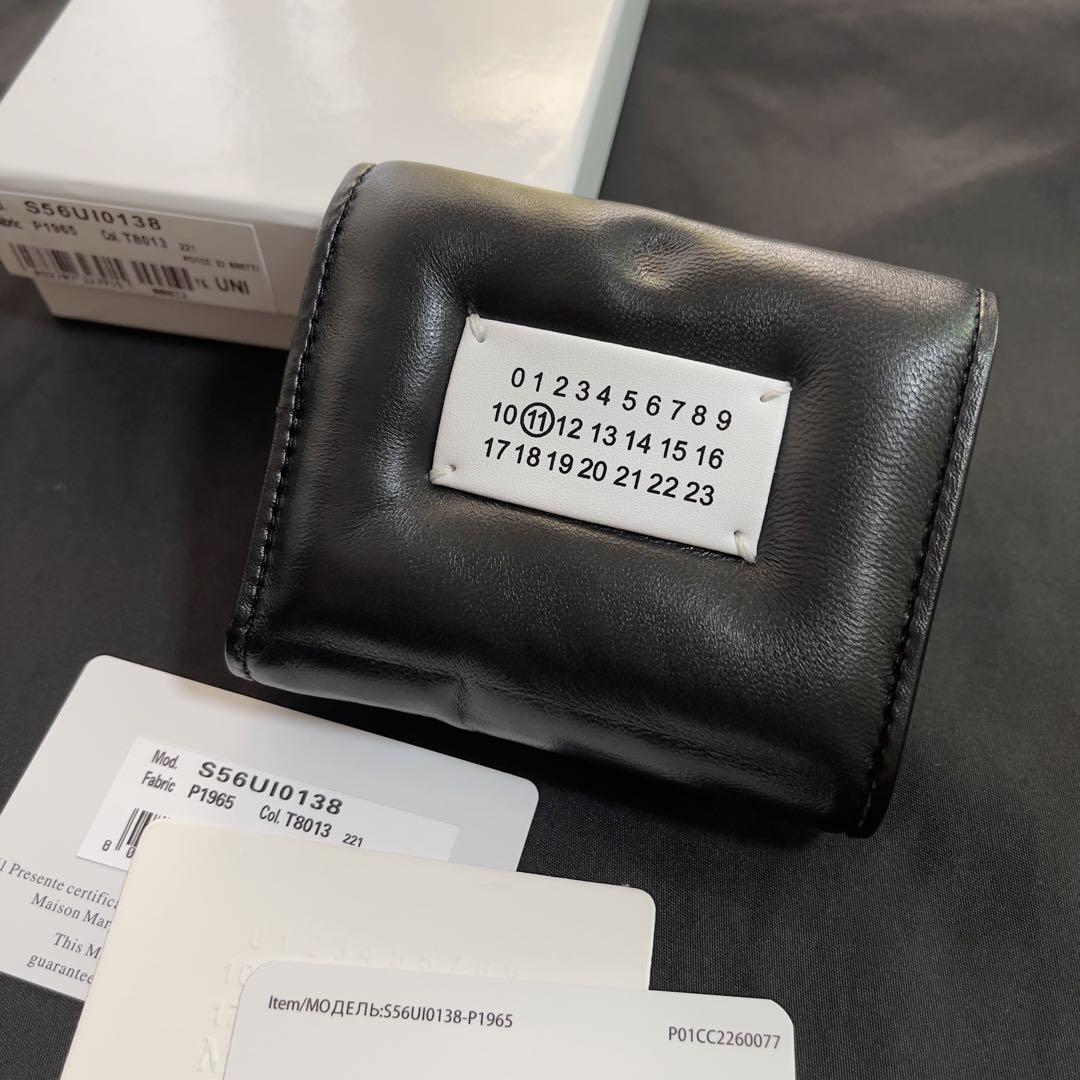 S56UI0138
Fabric P1965 Col. T8013 221
UNI
0 1 2 3 4 5 6 7 8 9
10 11 12 13 14 15 16
17 18 19 20 21 22 23
Mod. S56UI0138
Fabric P1965 Col. T8013 221
Presente
Maison
This
guarantee
Item/МОДЕЛЬ:S56UI0138-P1965
P01CC2260077